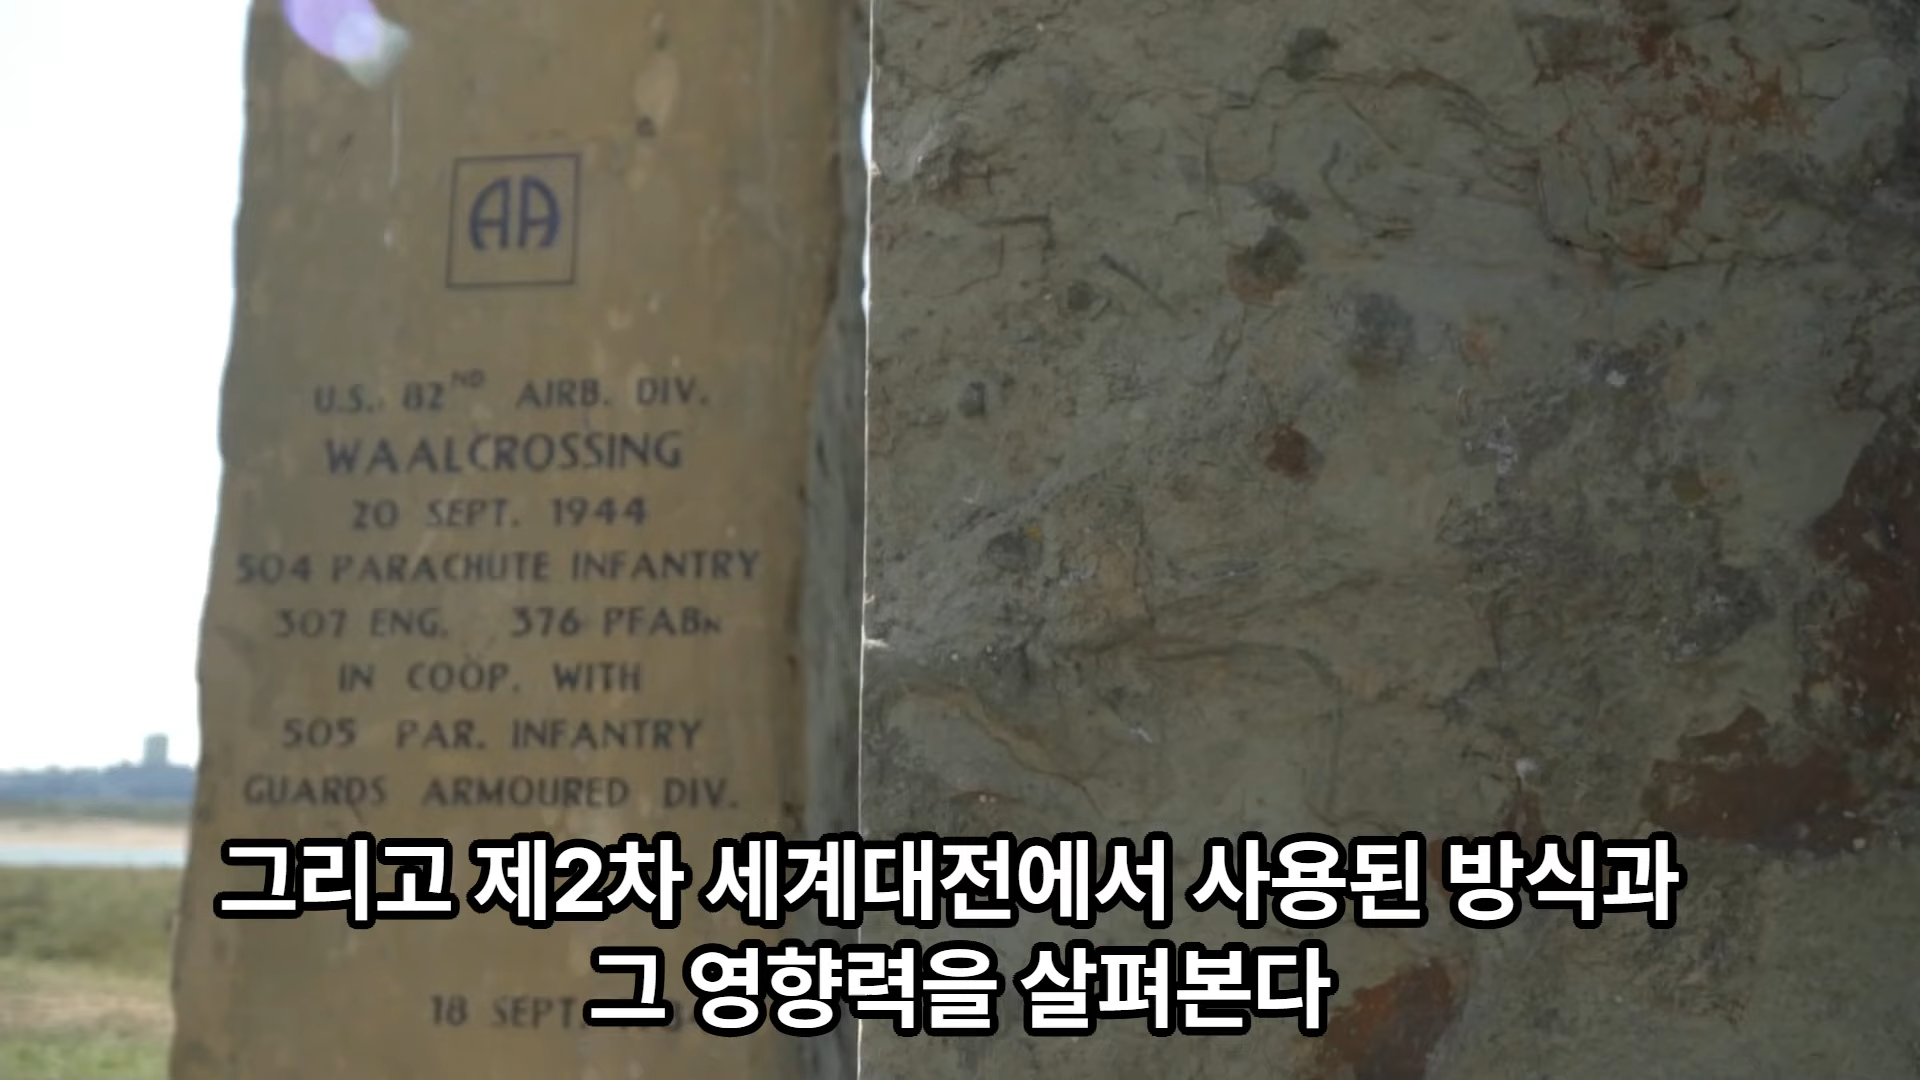 AA
U.S. 82ND AIRB. DIV.
WAALCROSSING
20 SEPT. 1944
504 PARACHUTE INFANTRY
307 ENG. 376 PFABN
IN COOP. WITH
505 PAR. INFANTRY
GUARDS ARMOURED DIV.
그리고 제2차 세계대전에서 사용된 방식과
그 영향력을 살펴본다
18 SEPT.